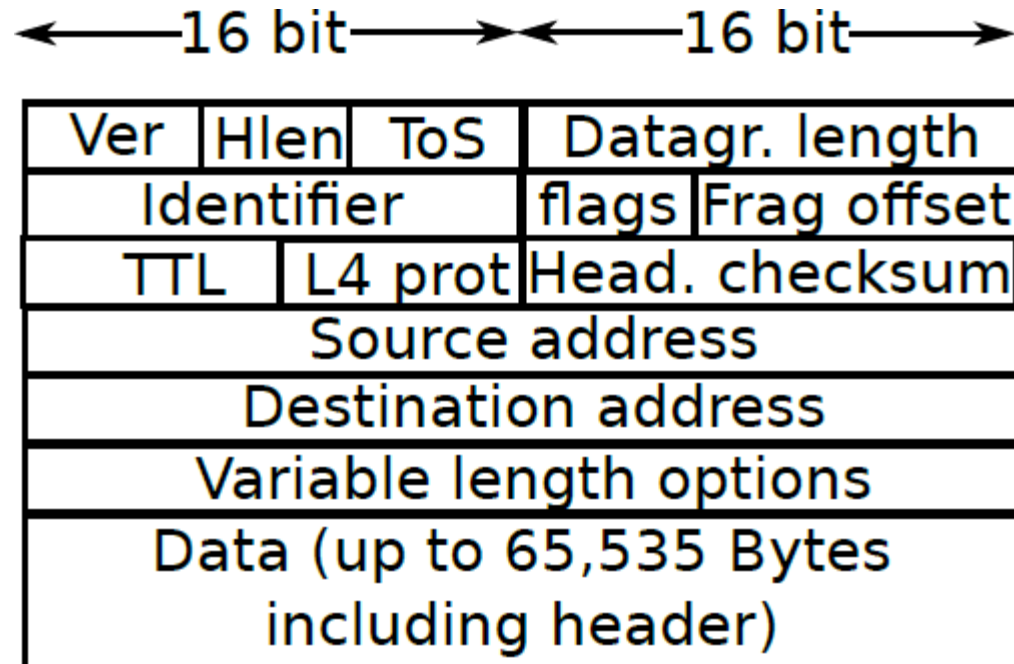 16 bit 16 bit
Ver Hlen ToS Datagr. length
Identifier flags Frag offset
TTL L4 prot Head. checksum
Source address
Destination address
Variable length options
Data (up to 65,535 Bytes
including header)